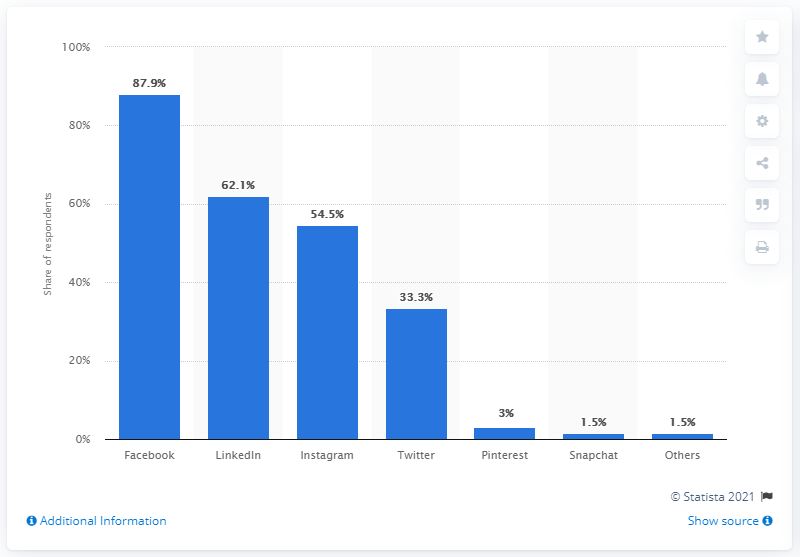 100%
80%
60%
40%
20%
0%
Share of respondents
87.9%
62.1%
54.5%
33.3%
3%
1.5%
1.5%
Facebook
LinkedIn
Instagram
Twitter
Pinterest
Snapchat
Others
© Statista 2021
Additional Information
Show source